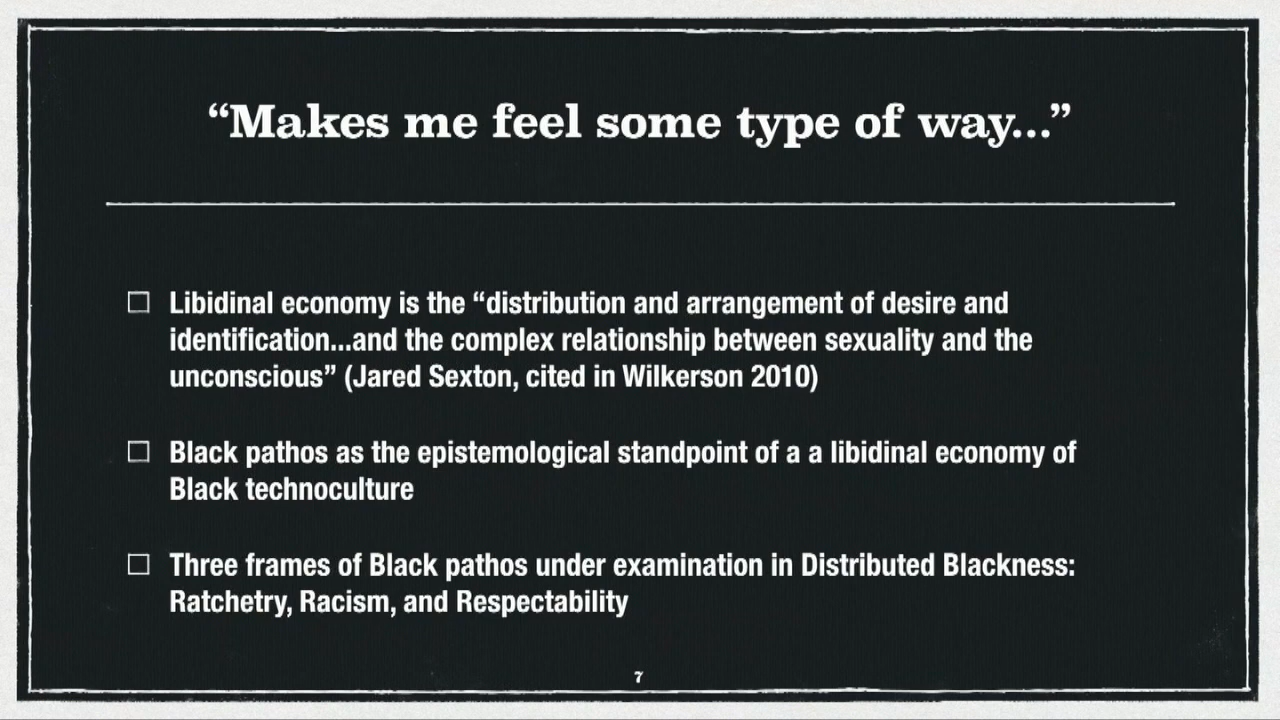 “Makes me feel some type of way...”
Libidinal economy is the “distribution and arrangement of desire and
identification...and the complex relationship between sexuality and the
unconscious” (Jared Sexton, cited in Wilkerson 2010)
Black pathos as the epistemological standpoint of a a libidinal economy of
Black technoculture
Three frames of Black pathos under examination in Distributed Blackness:
Ratchetry, Racism, and Respectability
7